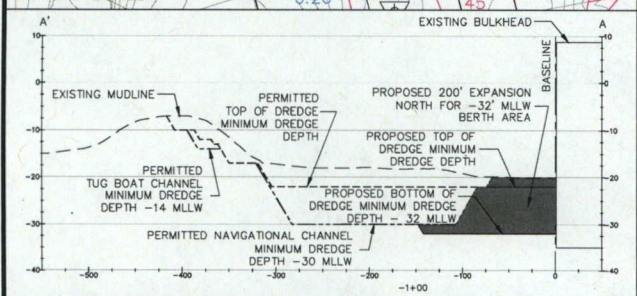 0.20
45
EXISTING BULKHEAD
A'
A
10
10
BASELINE
0
0
EXISTING MUDLINE
PERMITTED
TOP OF DREDGE
MINIMUM DREDGE
DEPTH
PROPOSED 200' EXPANSION
NORTH FOR -32' MLLW
BERTH AREA
-10
-10
PROPOSED TOP OF
DREDGE MINIMUM
DREDGE DEPTH
PERMITTED
TUG BOAT CHANNEL
MINIMUM DREDGE
DEPTH -14 MLLW
-20
-20
PROPOSED BOTTOM OF
DREDGE MINIMUM DREDGE
DEPTH - 32 MLLW
-30
-30
PERMITTED NAVIGATIONAL CHANNEL
MINIMUM DREDGE
DEPTH -30 MLLW
-40
-40
-500
-400
-300
-200
-100
0
-1+00